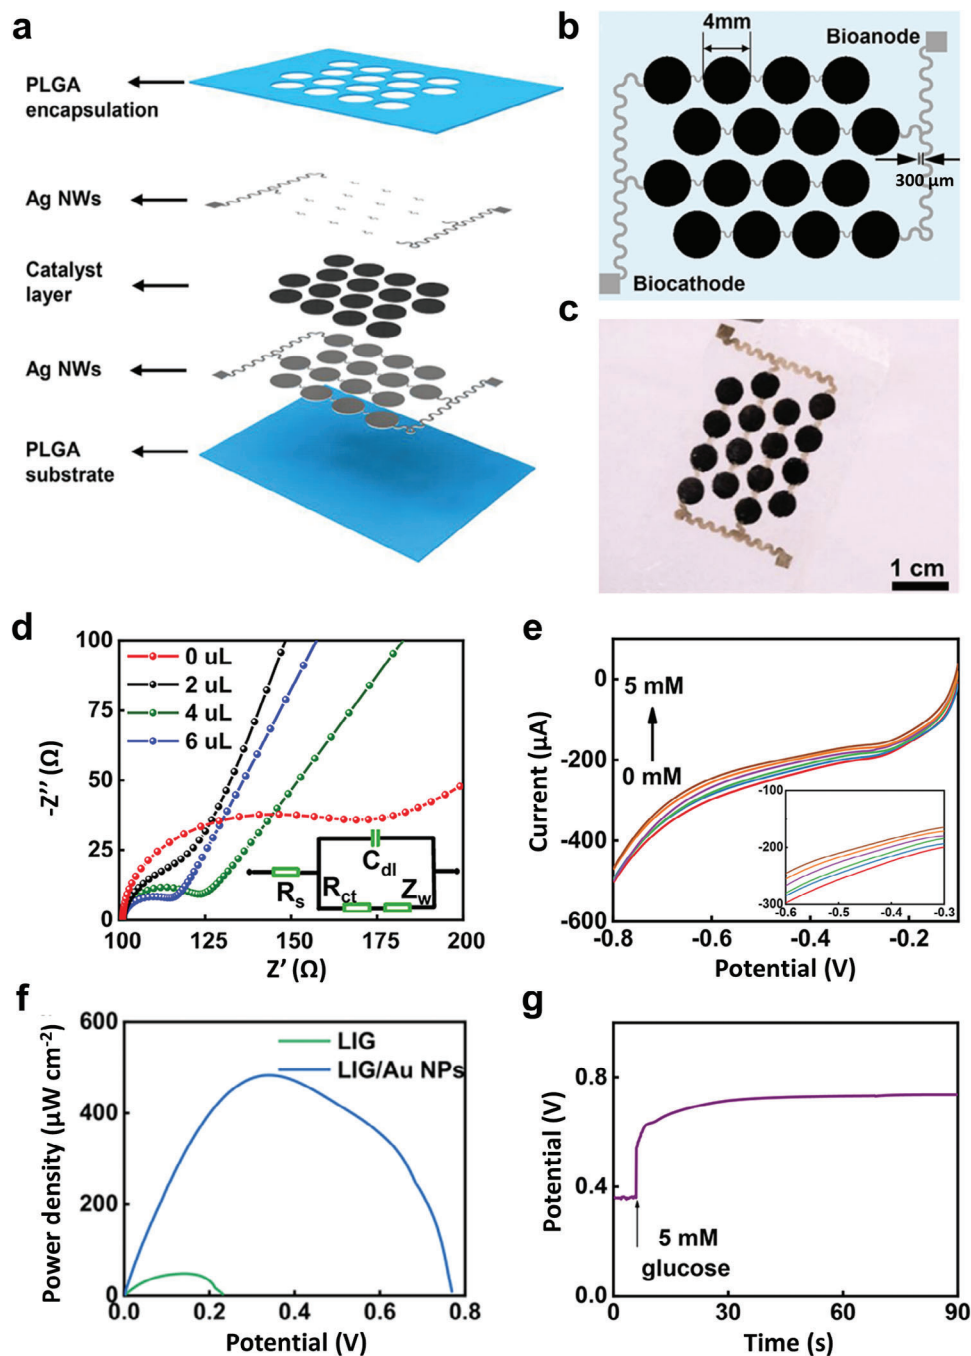 a
PLGA
encapsulation
Ag NWs
Catalyst
layer
Ag NWs
PLGA
substrate
b
4mm
Bioanode
300 μm
Biocathode
c
1 cm
d
-Z'' (Ω)
100
75
50
25
0
0 uL
2 uL
4 uL
6 uL
R_s
C_dl
R_ct
Z_w
100 125 150 175 200
Z' (Ω)
e
Current (μA)
0
-200
-400
-600
5 mM
0 mM
-100
-200
-300
-0.6 -0.5 -0.4 -0.3
-0.8 -0.6 -0.4 -0.2
Potential (V)
f
Power density (μW cm⁻²)
600
400
200
0
LIG
LIG/Au NPs
0.0 0.2 0.4 0.6 0.8
Potential (V)
g
Potential (V)
0.8
0.4
0.0
5 mM
glucose
0 30 60 90
Time (s)